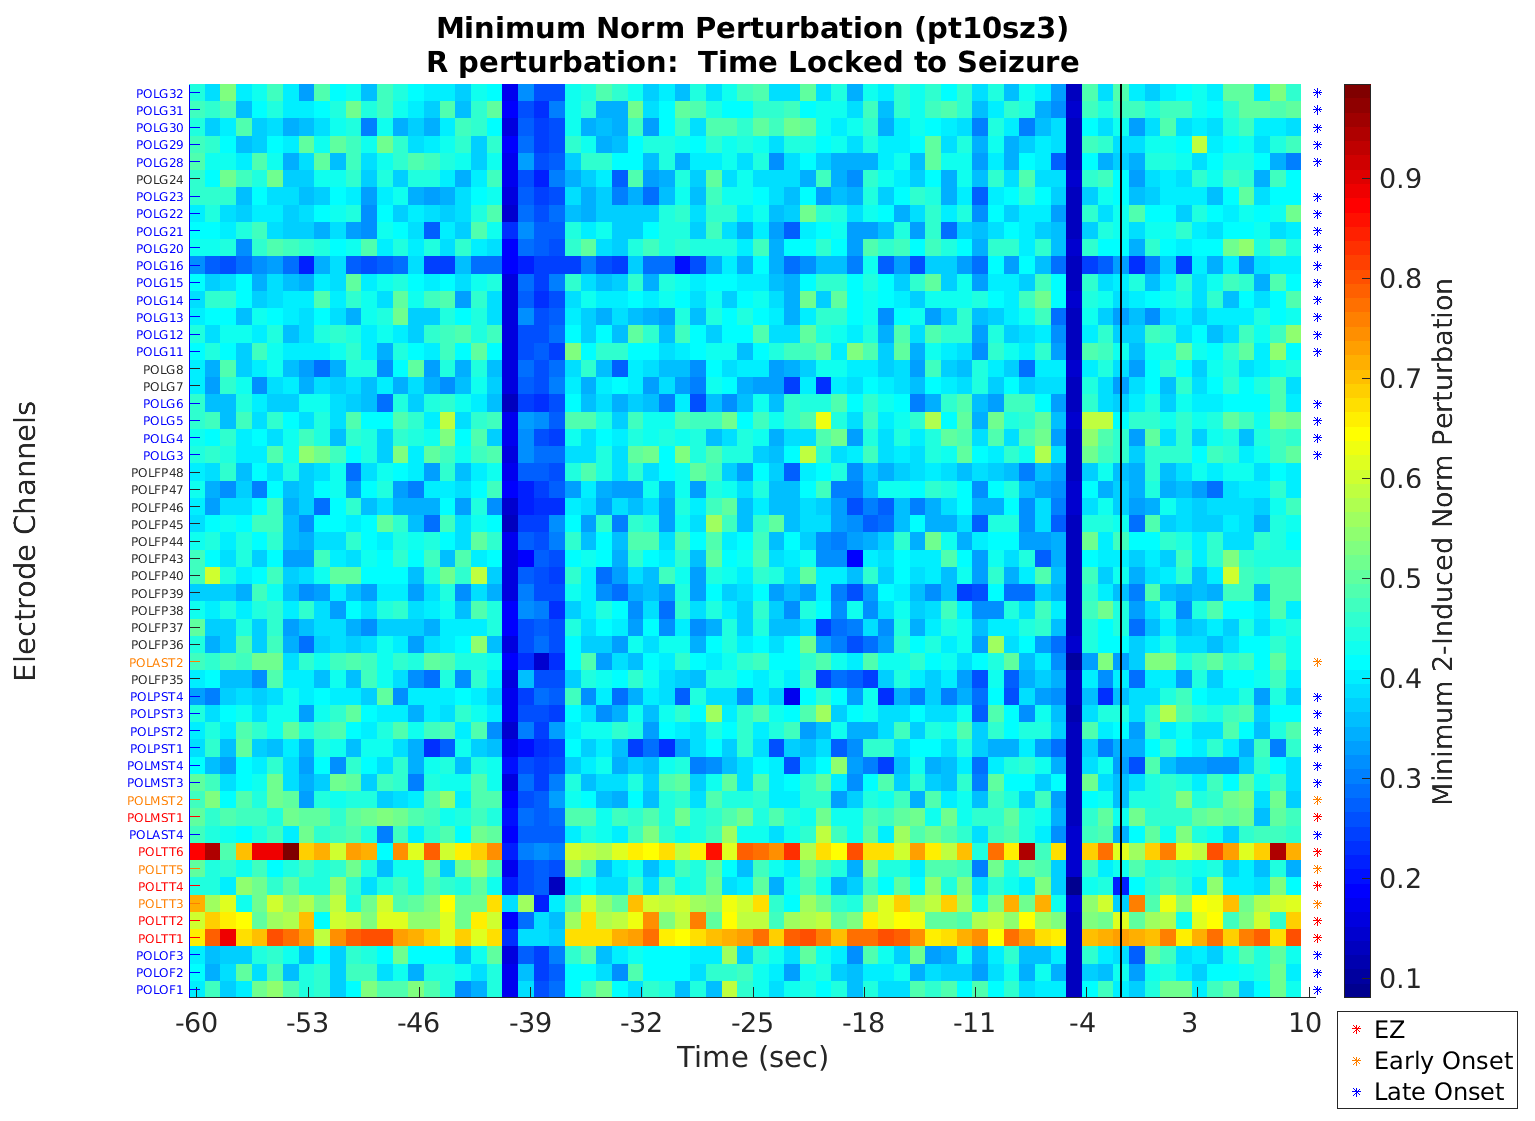 Minimum Norm Perturbation (pt10sz3)
R perturbation:  Time Locked to Seizure
Electrode Channels
POLG32
POLG31
POLG30
POLG29
POLG28
POLG24
POLG23
POLG22
POLG21
POLG20
POLG16
POLG15
POLG14
POLG13
POLG12
POLG11
POLG8
POLG7
POLG6
POLG5
POLG4
POLG3
POLFP48
POLFP47
POLFP46
POLFP45
POLFP44
POLFP43
POLFP40
POLFP39
POLFP38
POLFP37
POLFP36
POLAST2
POLFP35
POLPST4
POLPST3
POLPST2
POLPST1
POLMST4
POLMST3
POLMST2
POLMST1
POLAST4
POLTT6
POLTT5
POLTT4
POLTT3
POLTT2
POLTT1
POLOF3
POLOF2
POLOF1
-60 -53 -46 -39 -32 -25 -18 -11 -4 3 10
Time (sec)
0.9
0.8
0.7
0.6
0.5
0.4
0.3
0.2
0.1
Minimum 2-Induced Norm Perturbation
EZ
Early Onset
Late Onset